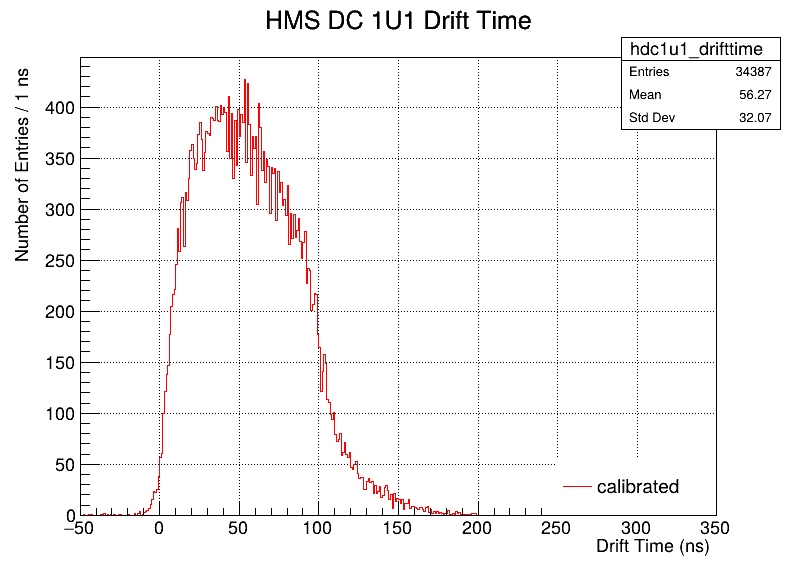 HMS DC 1U1 Drift Time
hdc1u1_drifttime
Entries 34387
Mean 56.27
Std Dev 32.07
Number of Entries / 1 ns
400
350
300
250
200
150
100
50
0
−50 0 50 100 150 200 250 300 350
Drift Time (ns)
calibrated